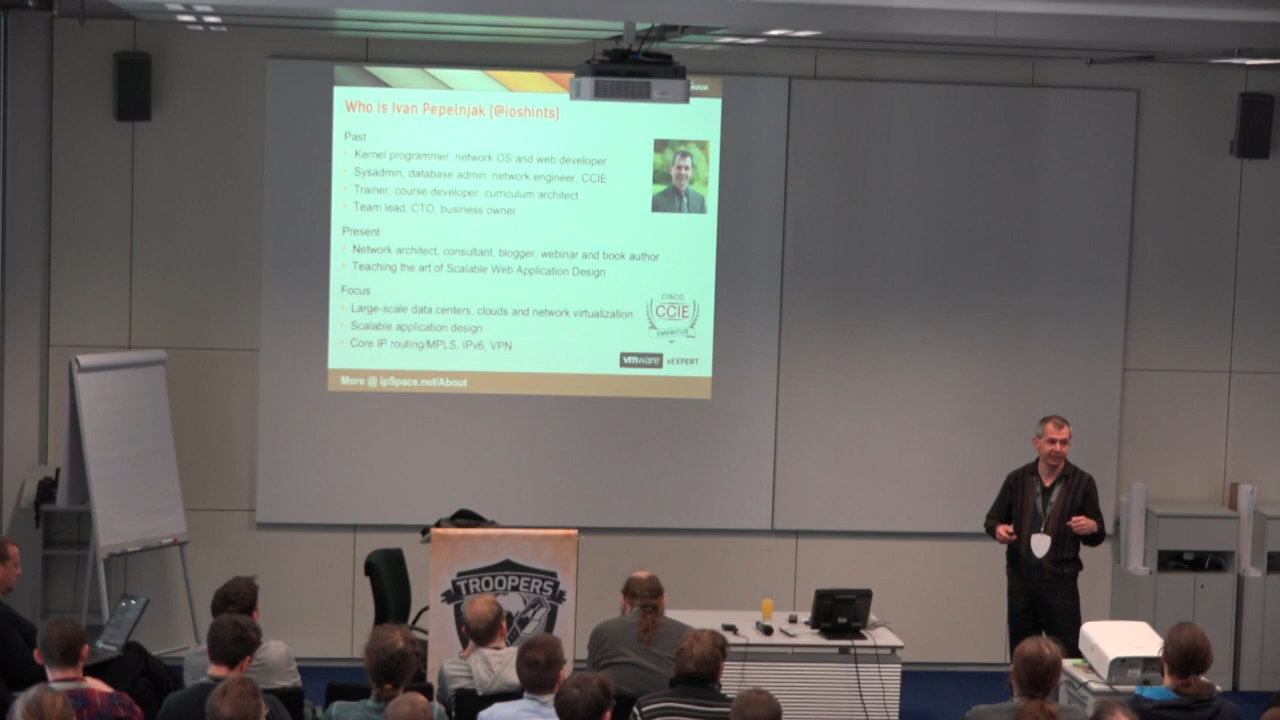 Who is Ivan Pepelnjak (@ioshints)
Past
Kernel programmer, network OS and web developer
Sysadmin, database admin, network engineer, CCIE
Trainer, course developer, curriculum architect
Team lead, CTO, business owner
Present
Network architect, consultant, blogger, webinar and book author
Teaching the art of Scalable Web Application Design
Focus
Large-scale data centers, clouds and network virtualization
Scalable application design
Core IP routing/MPLS, IPv6, VPN
CISCO
CCIE
EMERITUS
vmware vEXPERT
More @ ipSpace.net/About
TROOPERS